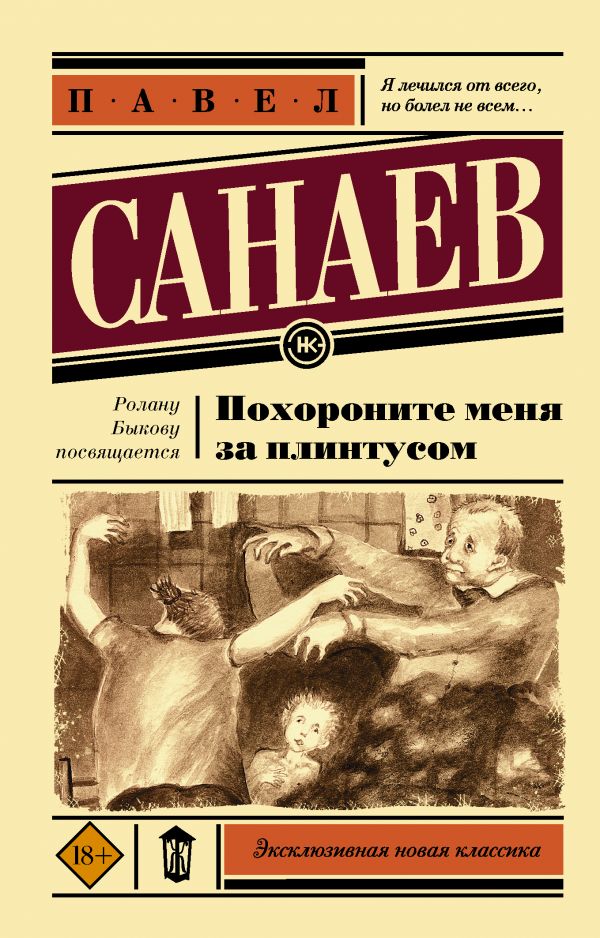 П·А·В·Е·Л
Я лечился от всего,
но болел не всем...
САНАЕВ
НК
Ролану
Быкову
посвящается
Похороните меня
за плинтусом
18+
Ж
Эксклюзивная новая классика